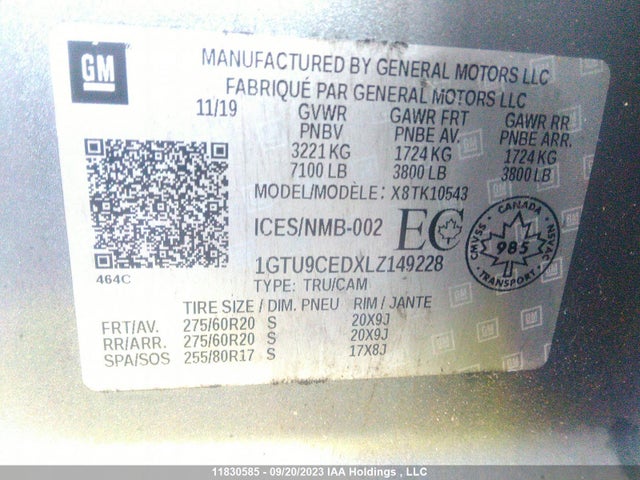 GM
MANUFACTURED BY GENERAL MOTORS LLC
FABRIQUÉ PAR GENERAL MOTORS LLC
11/19 GVWR GAWR FRT GAWR RR
PNBV PNBE AV. PNBE ARR.
3221 KG 1724 KG 1724 KG
7100 LB 3800 LB 3800 LB
MODEL/MODÈLE: X8TK10543
ICES/NMB-002 EC
CANADA
CMVSS 985 NSVAC
TRANSPORT
1GTU9CEDXLZ149228
464C
TYPE: TRU/CAM
TIRE SIZE / DIM. PNEU RIM / JANTE
FRT/AV. 275/60R20 S 20X9J
RR/ARR. 275/60R20 S 20X9J
SPA/SOS 255/80R17 S 17X8J
11830585 - 09/20/2023 IAA Holdings , LLC